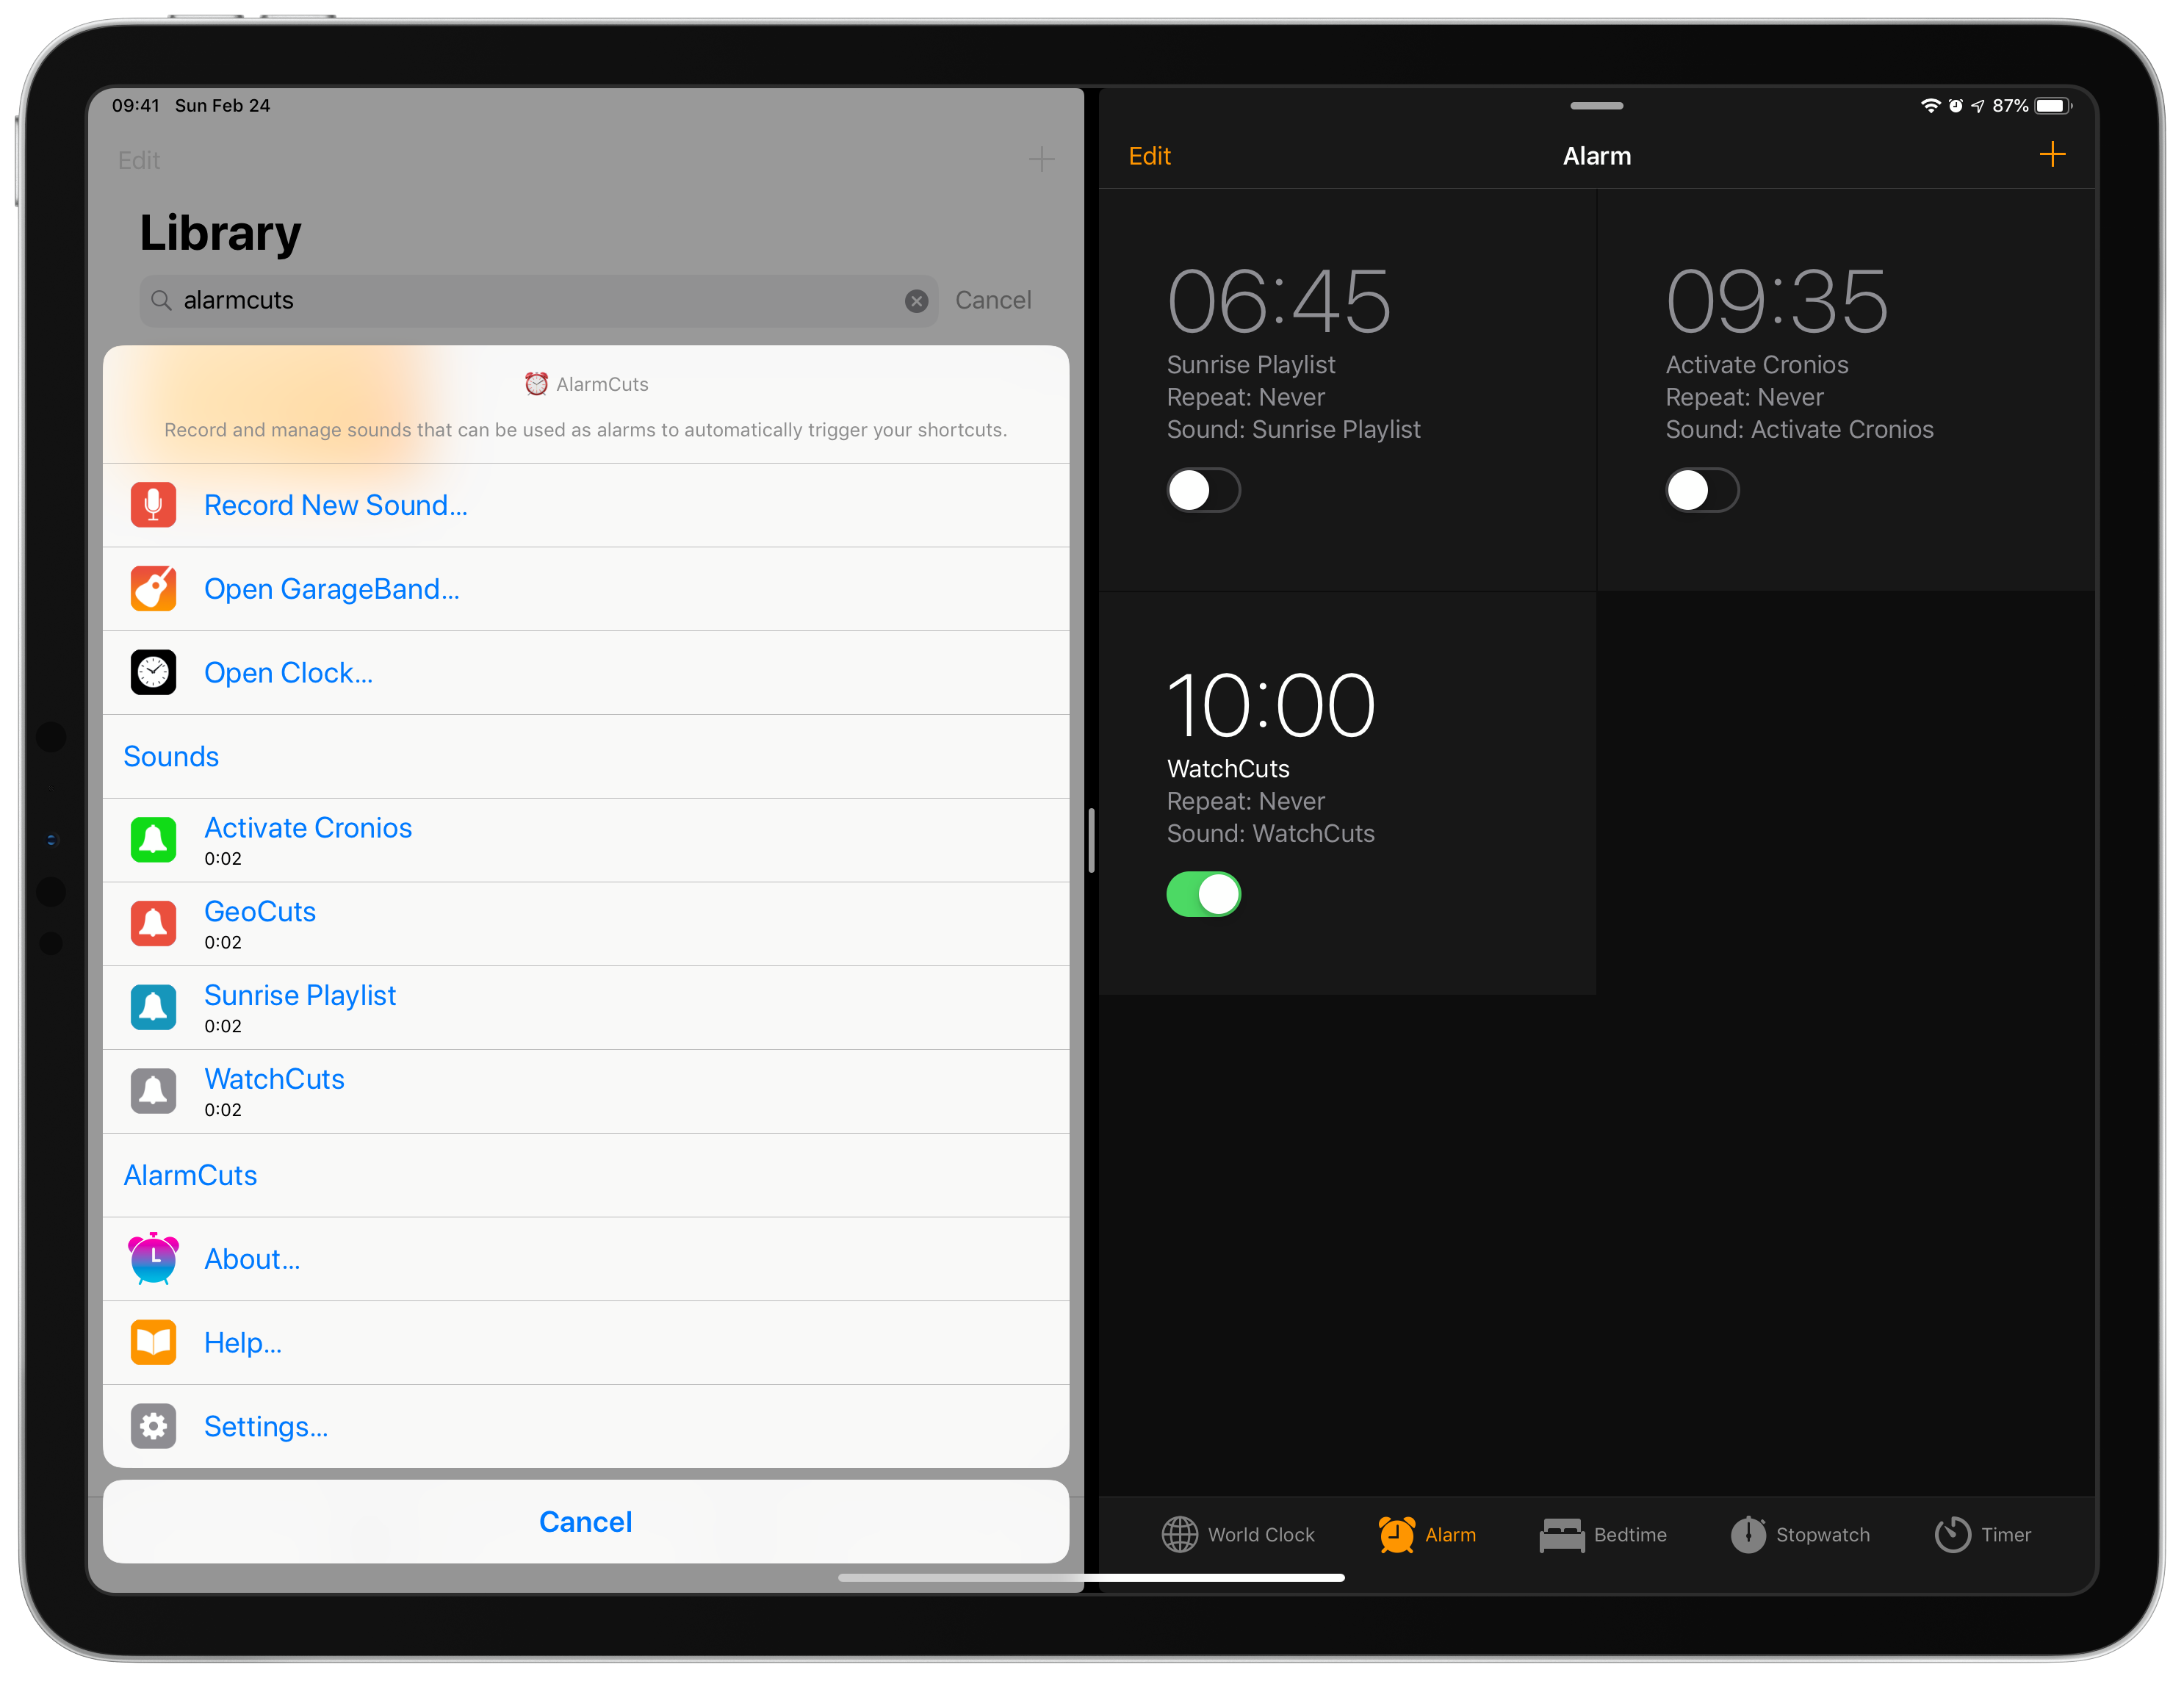 09:41 Sun Feb 24
Edit
Library
alarmcuts
Cancel
AlarmCuts
Record and manage sounds that can be used as alarms to automatically trigger your shortcuts.
Record New Sound...
Open GarageBand...
Open Clock...
Sounds
Activate Cronios
0:02
GeoCuts
0:02
Sunrise Playlist
0:02
WatchCuts
0:02
AlarmCuts
About...
Help...
Settings...
Cancel
87%
Edit
Alarm
06:45
Sunrise Playlist
Repeat: Never
Sound: Sunrise Playlist
09:35
Activate Cronios
Repeat: Never
Sound: Activate Cronios
10:00
WatchCuts
Repeat: Never
Sound: WatchCuts
World Clock
Alarm
Bedtime
Stopwatch
Timer